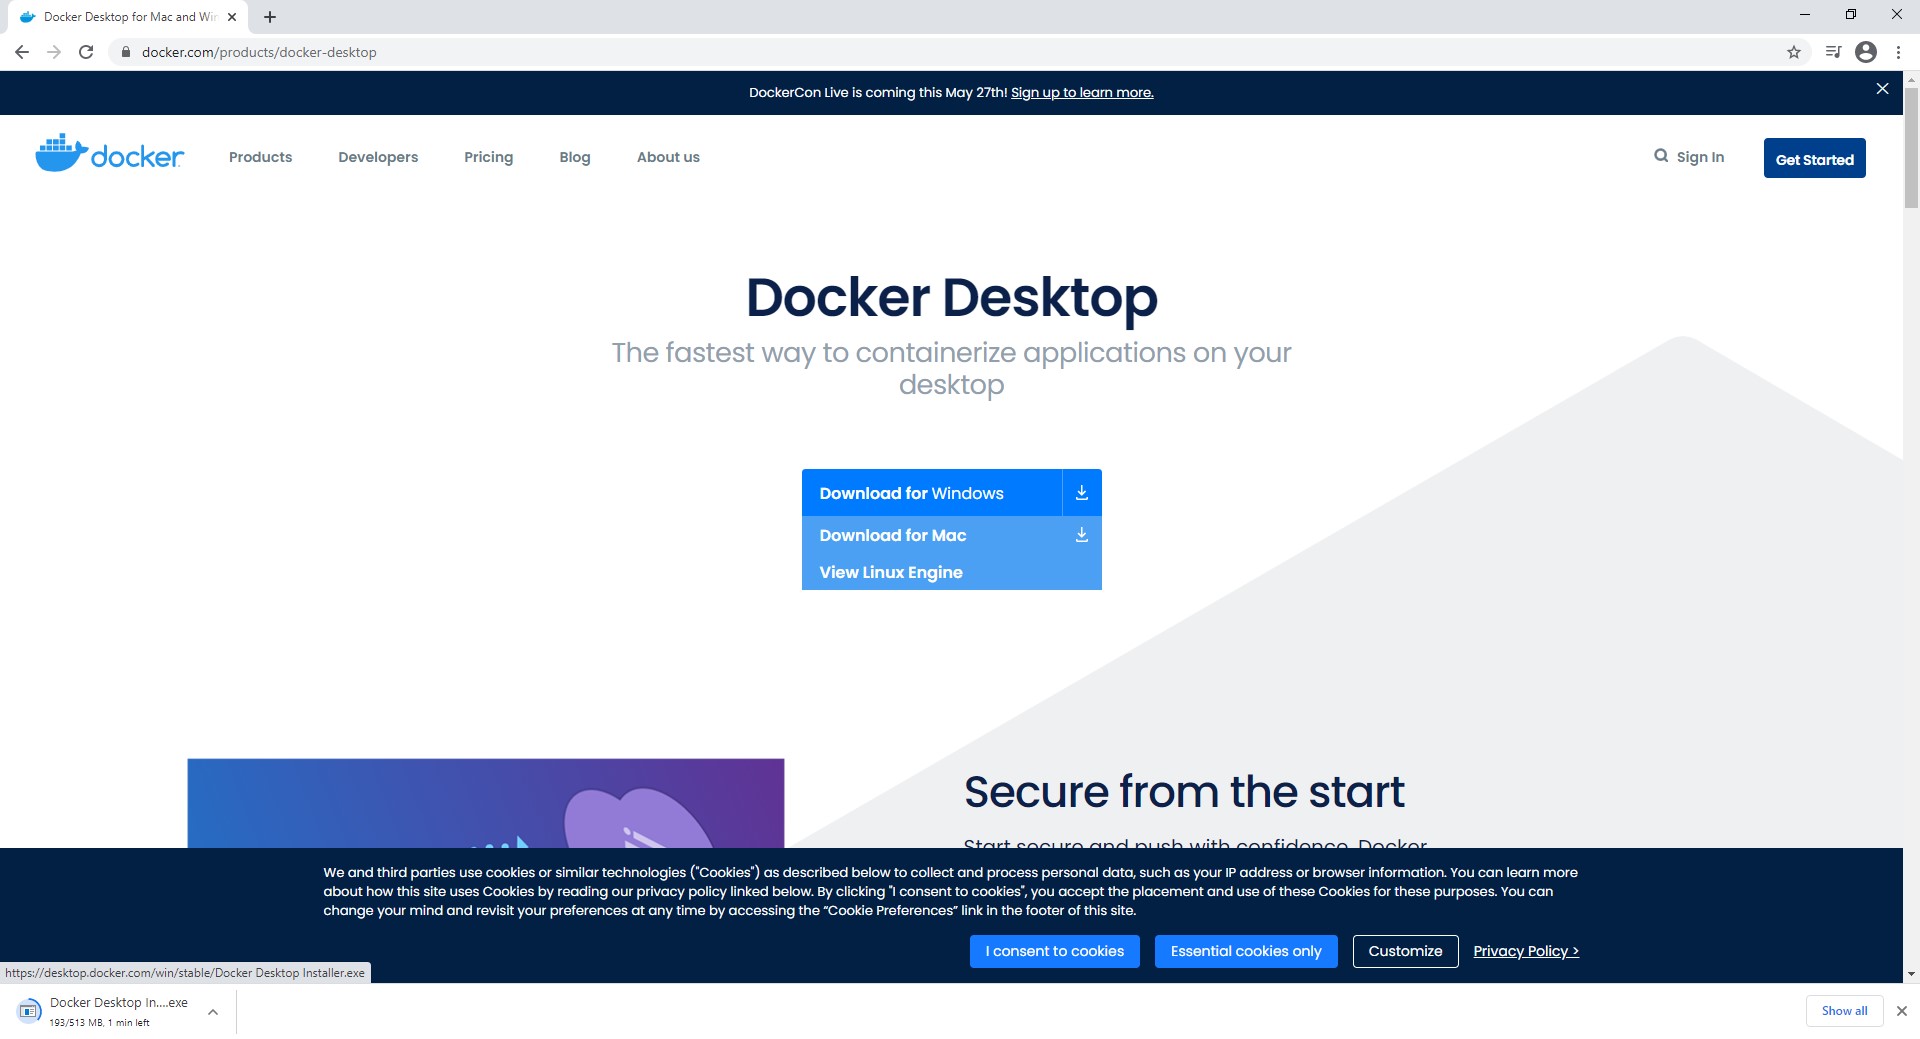 Docker Desktop for Mac and Win
docker.com/products/docker-desktop
DockerCon Live is coming this May 27th! Sign up to learn more.
docker
Products
Developers
Pricing
Blog
About us
Sign In
Get Started
Docker Desktop
The fastest way to containerize applications on your
desktop
Download for Windows
Download for Mac
View Linux Engine
Secure from the start
Start secure and push with confidence. Docker
We and third parties use cookies or similar technologies ("Cookies") as described below to collect and process personal data, such as your IP address or browser information. You can learn more
about how this site uses Cookies by reading our privacy policy linked below. By clicking "I consent to cookies", you accept the placement and use of these Cookies for these purposes. You can
change your mind and revisit your preferences at any time by accessing the “Cookie Preferences” link in the footer of this site.
I consent to cookies
Essential cookies only
Customize
Privacy Policy >
https://desktop.docker.com/win/stable/Docker Desktop Installer.exe
Docker Desktop In....exe
193/513 MB, 1 min left
Show all